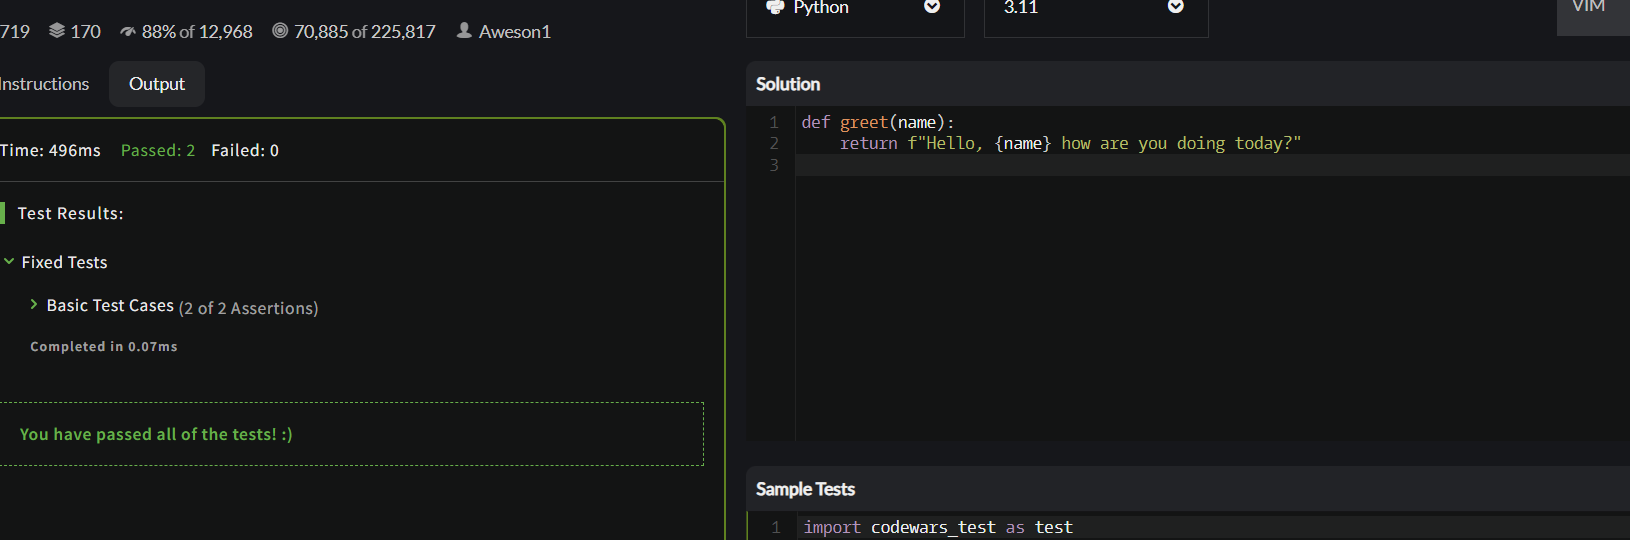 719 170 88% of 12,968 70,885 of 225,817 Aweson1
Instructions Output
Time: 496ms Passed: 2 Failed: 0
Test Results:
Fixed Tests
Basic Test Cases (2 of 2 Assertions)
Completed in 0.07ms
You have passed all of the tests! :)
Python 3.11 VIM
Solution
1 def greet(name):
2 return f"Hello, {name} how are you doing today?"
3
Sample Tests
1 import codewars_test as test